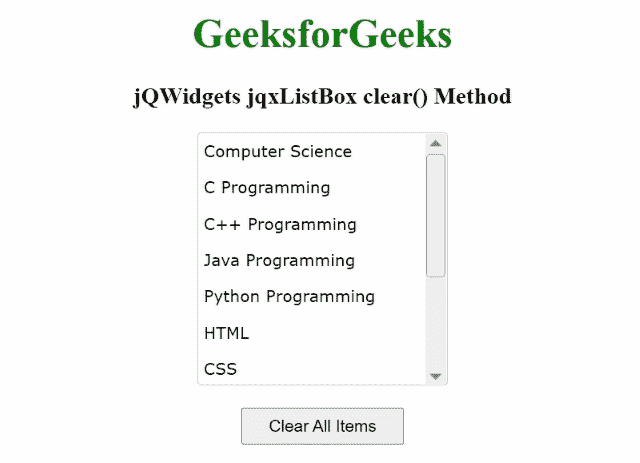 GeeksforGeeks
jQWidgets jqxListBox clear() Method
Computer Science
C Programming
C++ Programming
Java Programming
Python Programming
HTML
CSS
Clear All Items